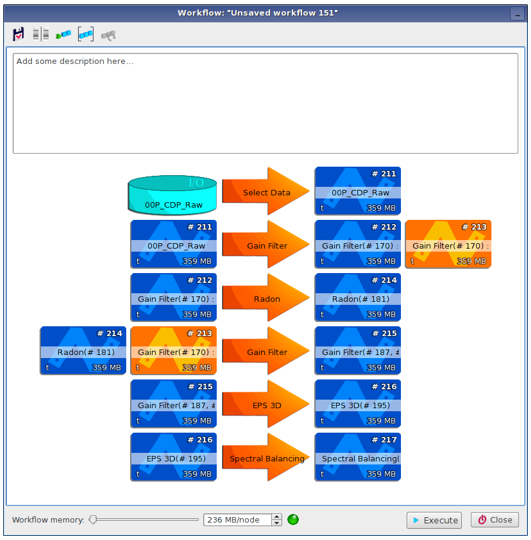 Workflow: "Unsaved workflow 151"
Add some description here...
I/O
00P_CDP_Raw
Select Data
# 211
00P_CDP_Raw
t 359 MB
# 211
00P_CDP_Raw
t 359 MB
Gain Filter
# 212
Gain Filter(# 170) :
t 359 MB
# 213
Gain Filter(# 170) :
t 359 MB
# 212
Gain Filter(# 170) :
t 359 MB
Radon
# 214
Radon(# 181)
t 359 MB
# 214
Radon(# 181)
t 359 MB
# 213
Gain Filter(# 170) :
t 359 MB
Gain Filter
# 215
Gain Filter(# 187, #
t 359 MB
# 215
Gain Filter(# 187, #
t 359 MB
EPS 3D
# 216
EPS 3D(# 195)
t 359 MB
# 216
EPS 3D(# 195)
t 359 MB
Spectral Balancing
# 217
Spectral Balancing(
t 359 MB
Workflow memory: 236 MB/node Execute Close